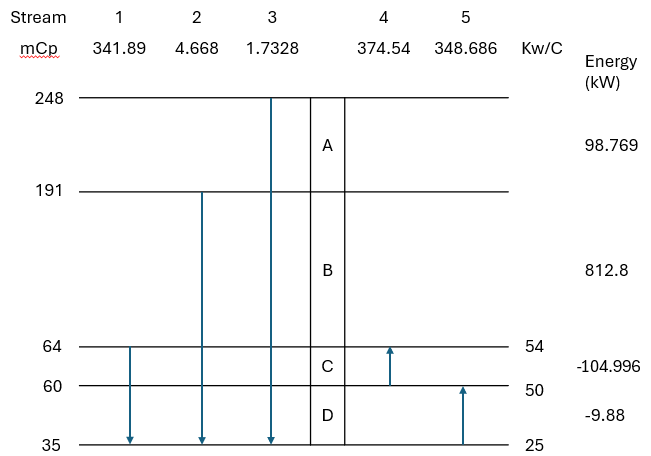 Stream 1 2 3 4 5
mCp 341.89 4.668 1.7328 374.54 348.686 Kw/C
Energy
(kW)
248
A 98.769
191
B 812.8
64 54
C -104.996
60 50
D -9.88
35 25